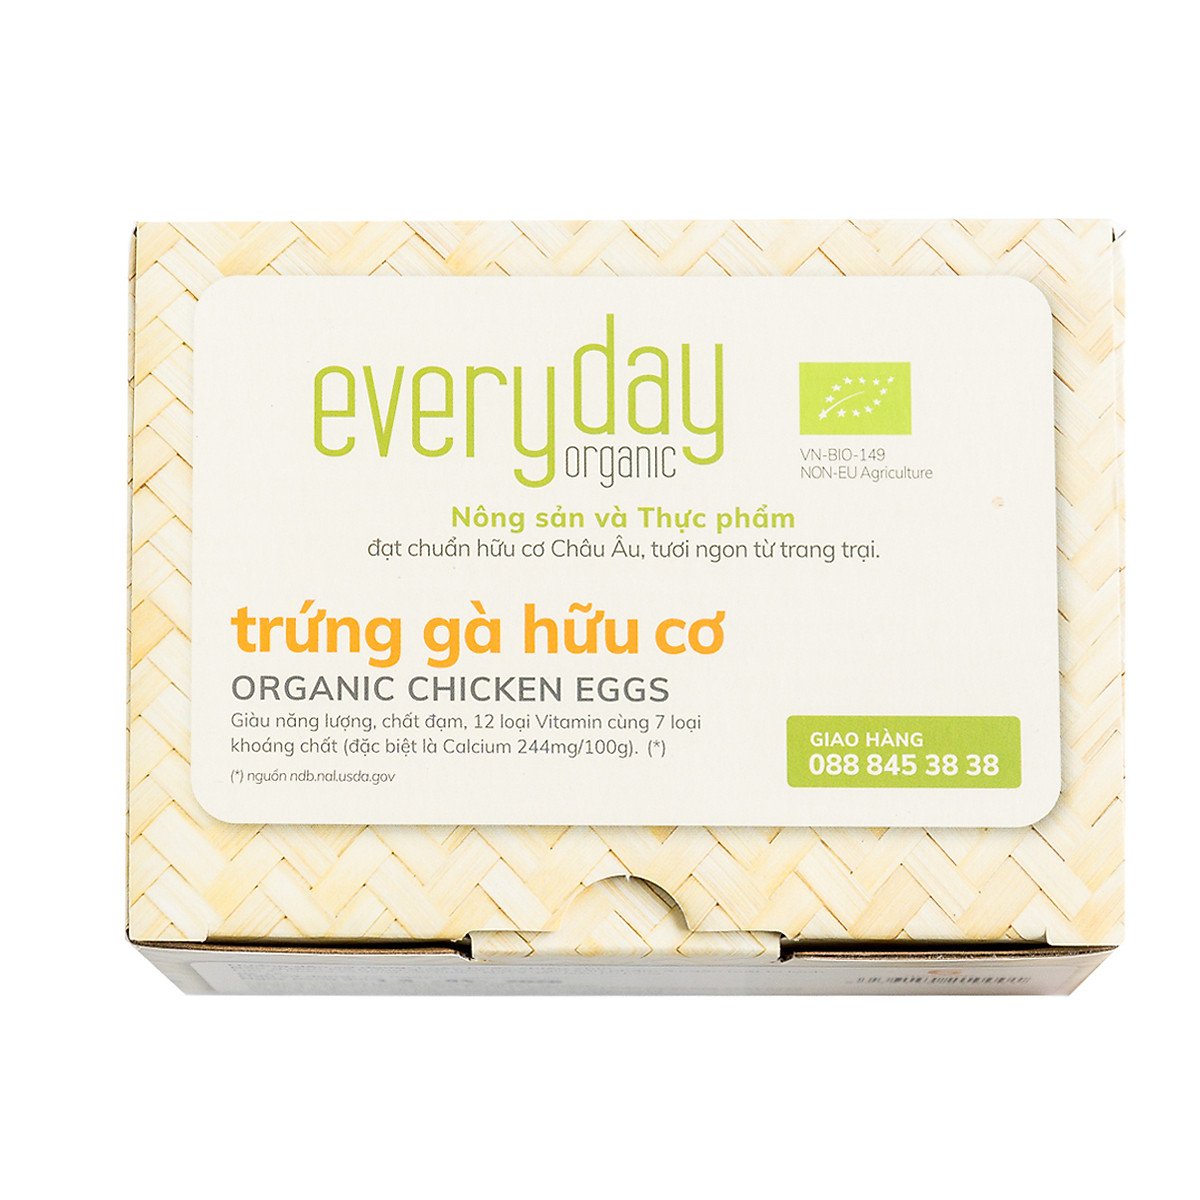 everyday
organic
VN-BIO-149
NON-EU Agriculture
Nông sản và Thực phẩm
đạt chuẩn hữu cơ Châu Âu, tươi ngon từ trang trại.
trứng gà hữu cơ
ORGANIC CHICKEN EGGS
Giàu năng lượng, chất đạm, 12 loại Vitamin cùng 7 loại
khoáng chất (đặc biệt là Calcium 244mg/100g). (*)
(*) nguồn ndb.nal.usda.gov
GIAO HÀNG
088 845 38 38